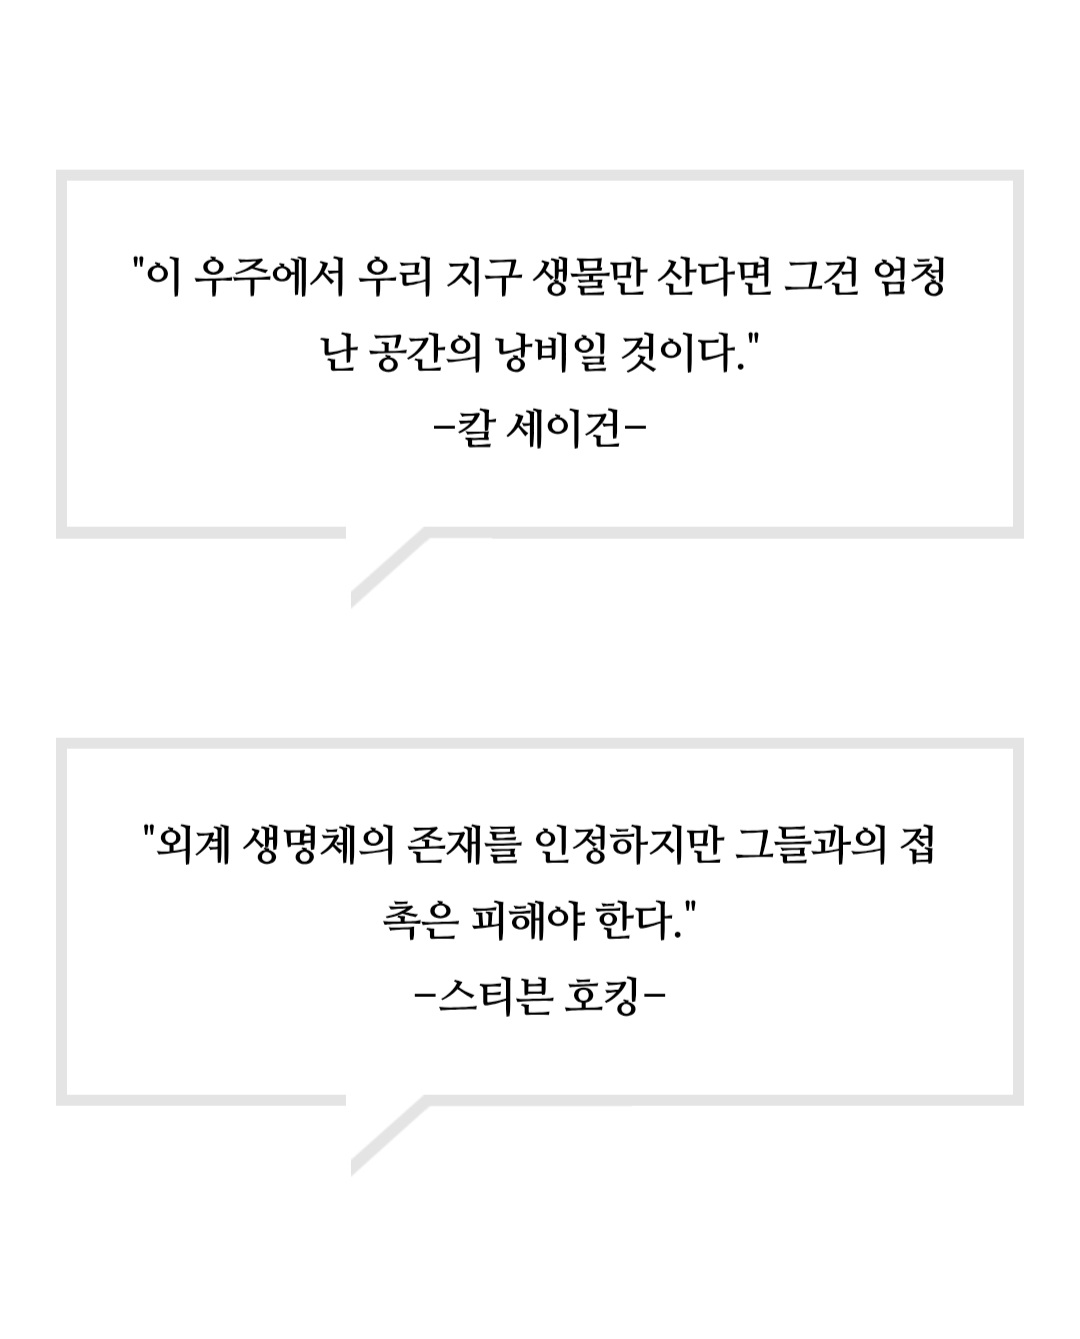 "이 우주에서 우리 지구 생물만 산다면 그건 엄청
난 공간의 낭비일 것이다."
-칼 세이건-
"외계 생명체의 존재를 인정하지만 그들과의 접
촉은 피해야 한다."
-스티븐 호킹-